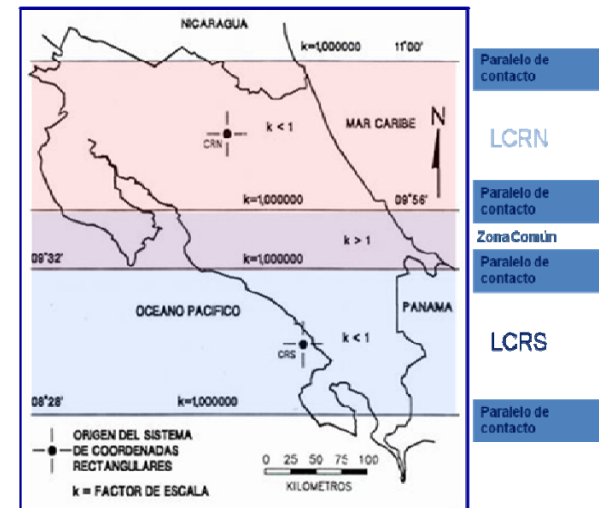 NICARAGUA
k=1,000000 11°00'
Paralelo de
contacto
MAR CARIBE
N
k < 1
CRN
LCRN
k=1,000000 09°56'
Paralelo de
contacto
k > 1
Zona Común
09°32' k=1,000000
Paralelo de
contacto
OCEANO PACIFICO
PANAMA
k < 1
CRS
LCRS
08°28' k=1,000000
Paralelo de
contacto
ORIGEN DEL SISTEMA
DE COORDENADAS
RECTANGULARES
0 25 50 75 100
KILOMETROS
k = FACTOR DE ESCALA